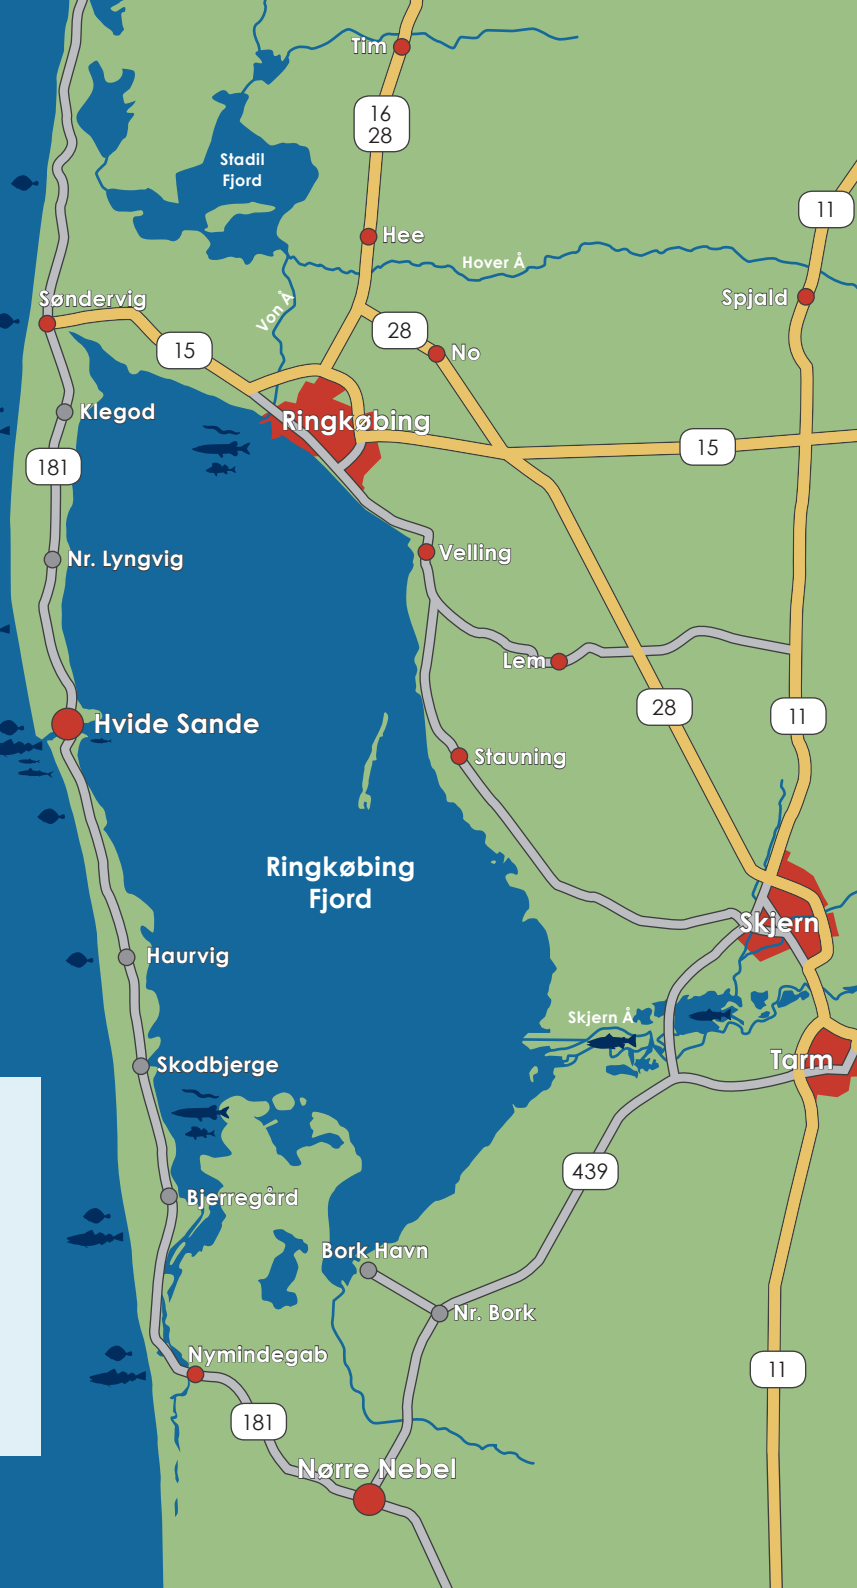 Tim
16
28
Stadil
Fjord
11
Hee
Hover Å
Spjald
Søndervig
Von Å
28
15
No
Klegod
Ringkøbing
15
181
Velling
Nr. Lyngvig
Lem
28
11
Hvide Sande
Stauning
Ringkøbing
Fjord
Skjern
Haurvig
Skjern Å
Tarm
Skodbjerge
439
Bjerregård
Bork Havn
Nr. Bork
Nymindegab
11
181
Nørre Nebel